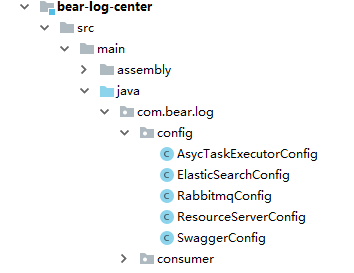 bear-log-center
src
main
assembly
java
com.bear.log
config
AsycTaskExecutorConfig
ElasticSearchConfig
RabbitmqConfig
ResourceServerConfig
SwaggerConfig
consumer